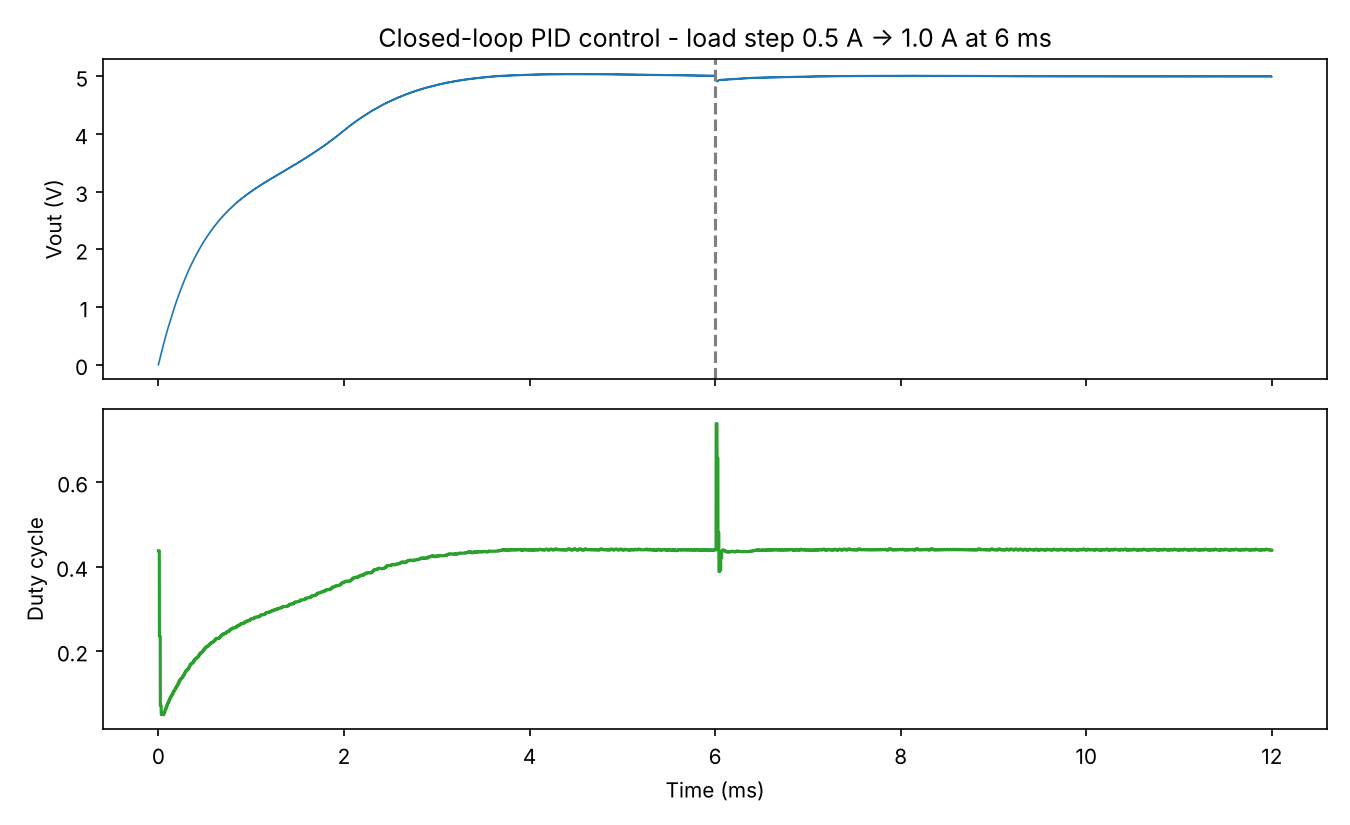 Closed-loop PID control - load step 0.5 A → 1.0 A at 6 ms
5
4
3
2
1
0
Vout (V)
0.6
0.4
0.2
Duty cycle
0 2 4 6 8 10 12
Time (ms)